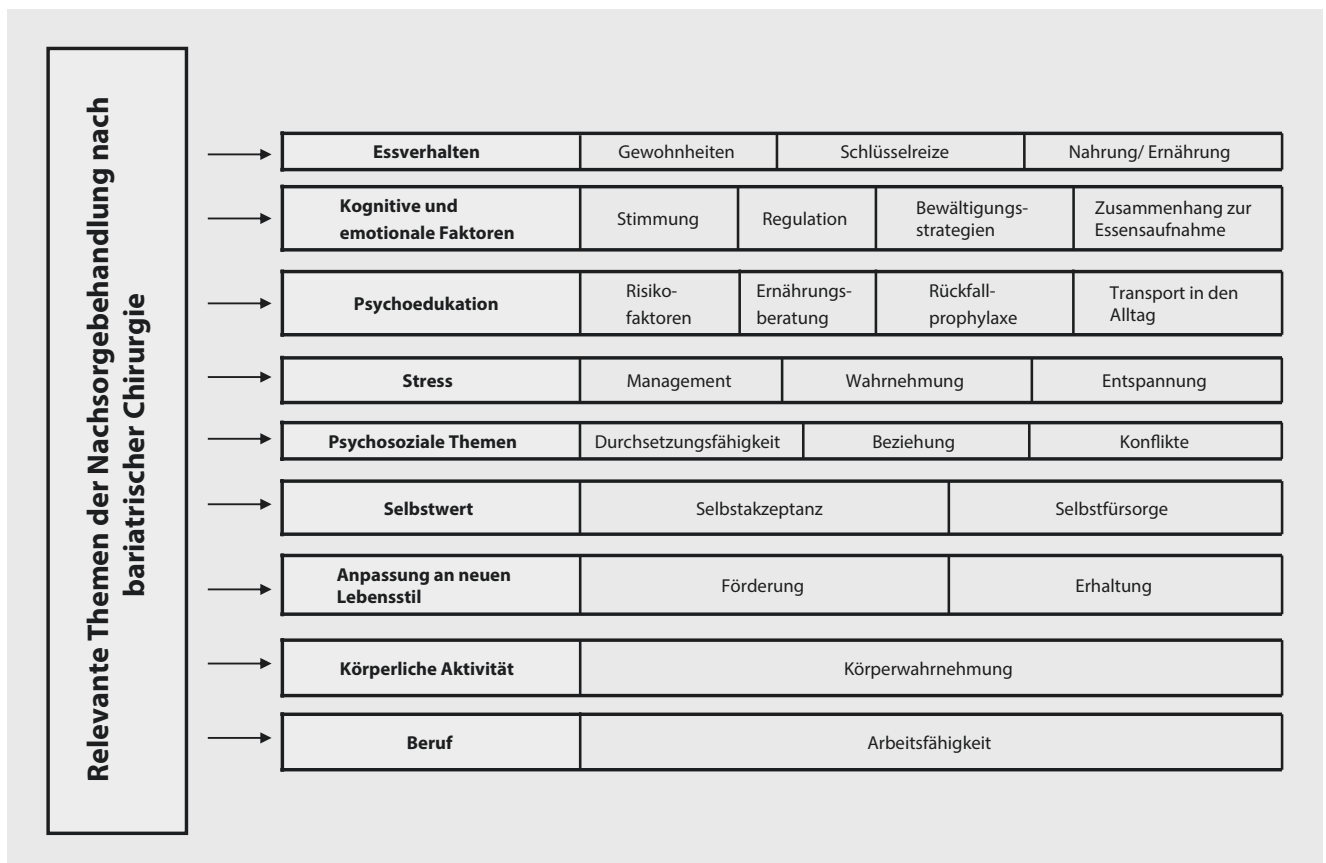 Relevante Themen der Nachsorgebehandlung nach
bariatrischer Chirurgie
Essverhalten
Gewohnheiten
Schlüsselreize
Nahrung/ Ernährung
Kognitive und
emotionale Faktoren
Stimmung
Regulation
Bewältigungs-
strategien
Zusammenhang zur
Essensaufnahme
Psychoedukation
Risiko-
faktoren
Ernährungs-
beratung
Rückfall-
prophylaxe
Transport in den
Alltag
Stress
Management
Wahrnehmung
Entspannung
Psychosoziale Themen
Durchsetzungsfähigkeit
Beziehung
Konflikte
Selbstwert
Selbstakzeptanz
Selbstfürsorge
Anpassung an neuen
Lebensstil
Förderung
Erhaltung
Körperliche Aktivität
Körperwahrnehmung
Beruf
Arbeitsfähigkeit